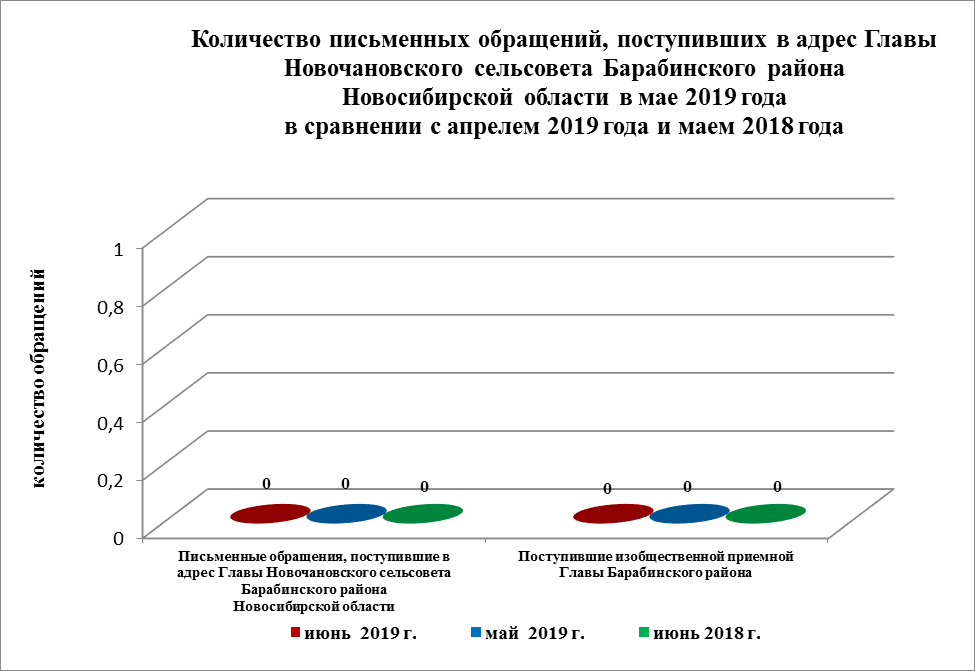 Количество письменных обращений, поступивших в адрес Главы
Новочановского сельсовета Барабинского района
Новосибирской области в мае 2019 года
в сравнении с апрелем 2019 года и маем 2018 года
количество обращений
1
0,8
0,6
0,4
0,2
0
0 0 0 0 0 0
Письменные обращения, поступившие в
адрес Главы Новочановского сельсовета
Барабинского района
Новосибирской области
Поступившие изобщественной приемной
Главы Барабинского района
июнь 2019 г. май 2019 г. июнь 2018 г.